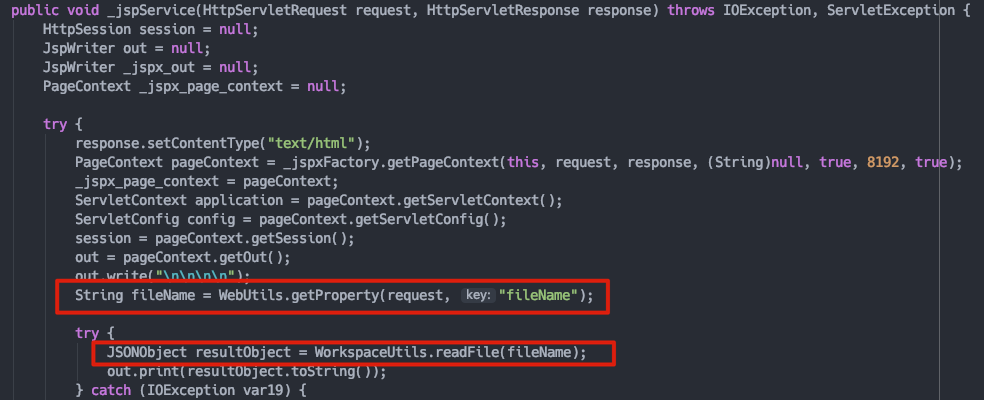 public void _jspService(HttpServletRequest request, HttpServletResponse response) throws IOException, ServletException {
    HttpSession session = null;
    JspWriter out = null;
    JspWriter _jspx_out = null;
    PageContext _jspx_page_context = null;

    try {
        response.setContentType("text/html");
        PageContext pageContext = _jspxFactory.getPageContext(this, request, response, (String)null, true, 8192, true);
        _jspx_page_context = pageContext;
        ServletContext application = pageContext.getServletContext();
        ServletConfig config = pageContext.getServletConfig();
        session = pageContext.getSession();
        out = pageContext.getOut();
        out.write("\n\n\n\n");
        String fileName = WebUtils.getProperty(request, key: "fileName");

        try {
            JSONObject resultObject = WorkspaceUtils.readFile(fileName);
            out.print(resultObject.toString());
        } catch (IOException var19) {